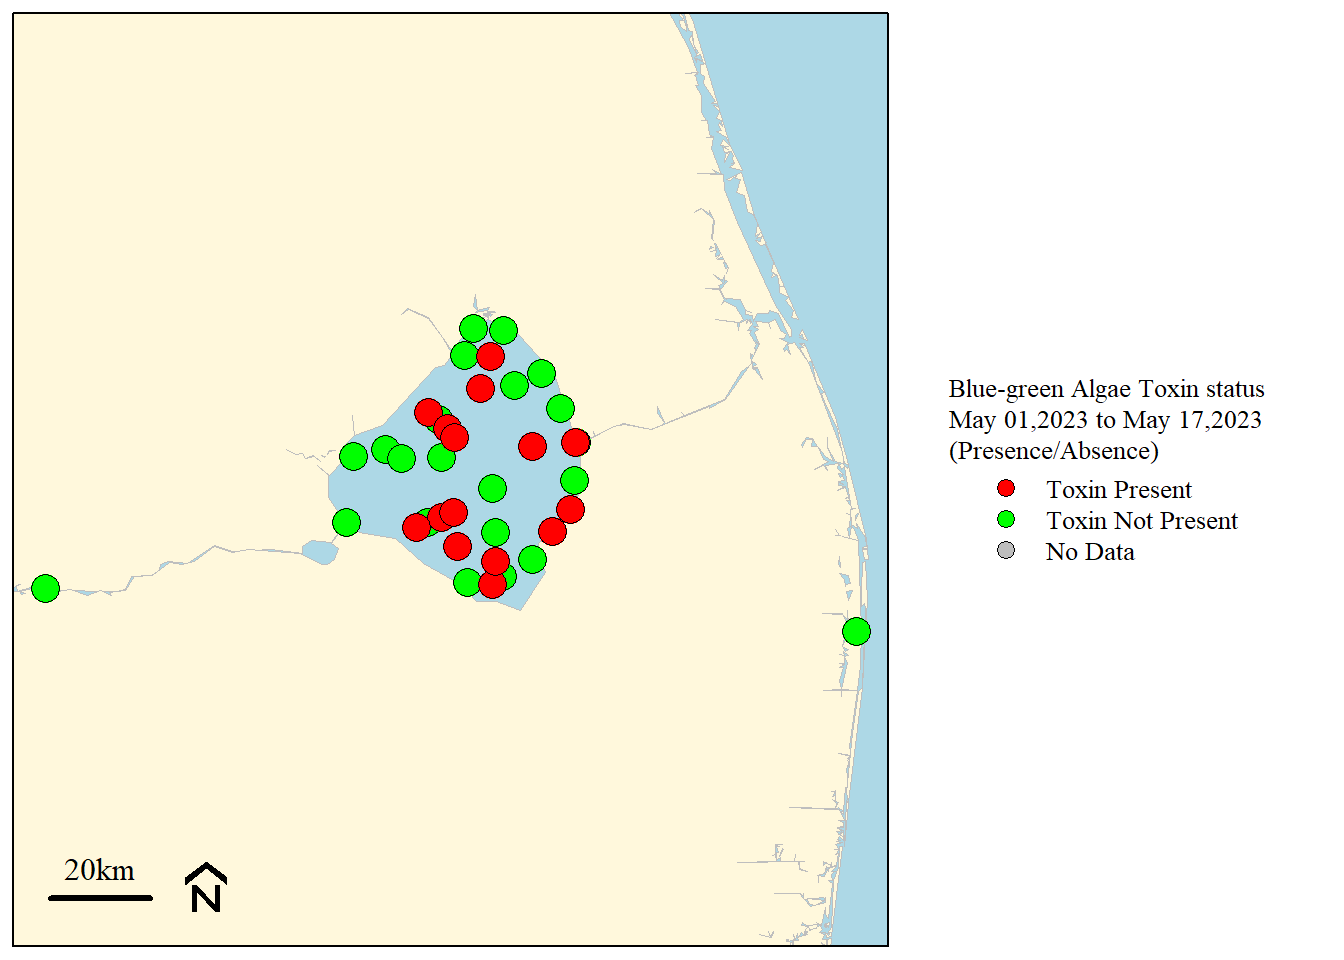 Blue-green Algae Toxin status
May 01,2023 to May 17,2023
(Presence/Absence)
Toxin Present
Toxin Not Present
No Data
20km
N